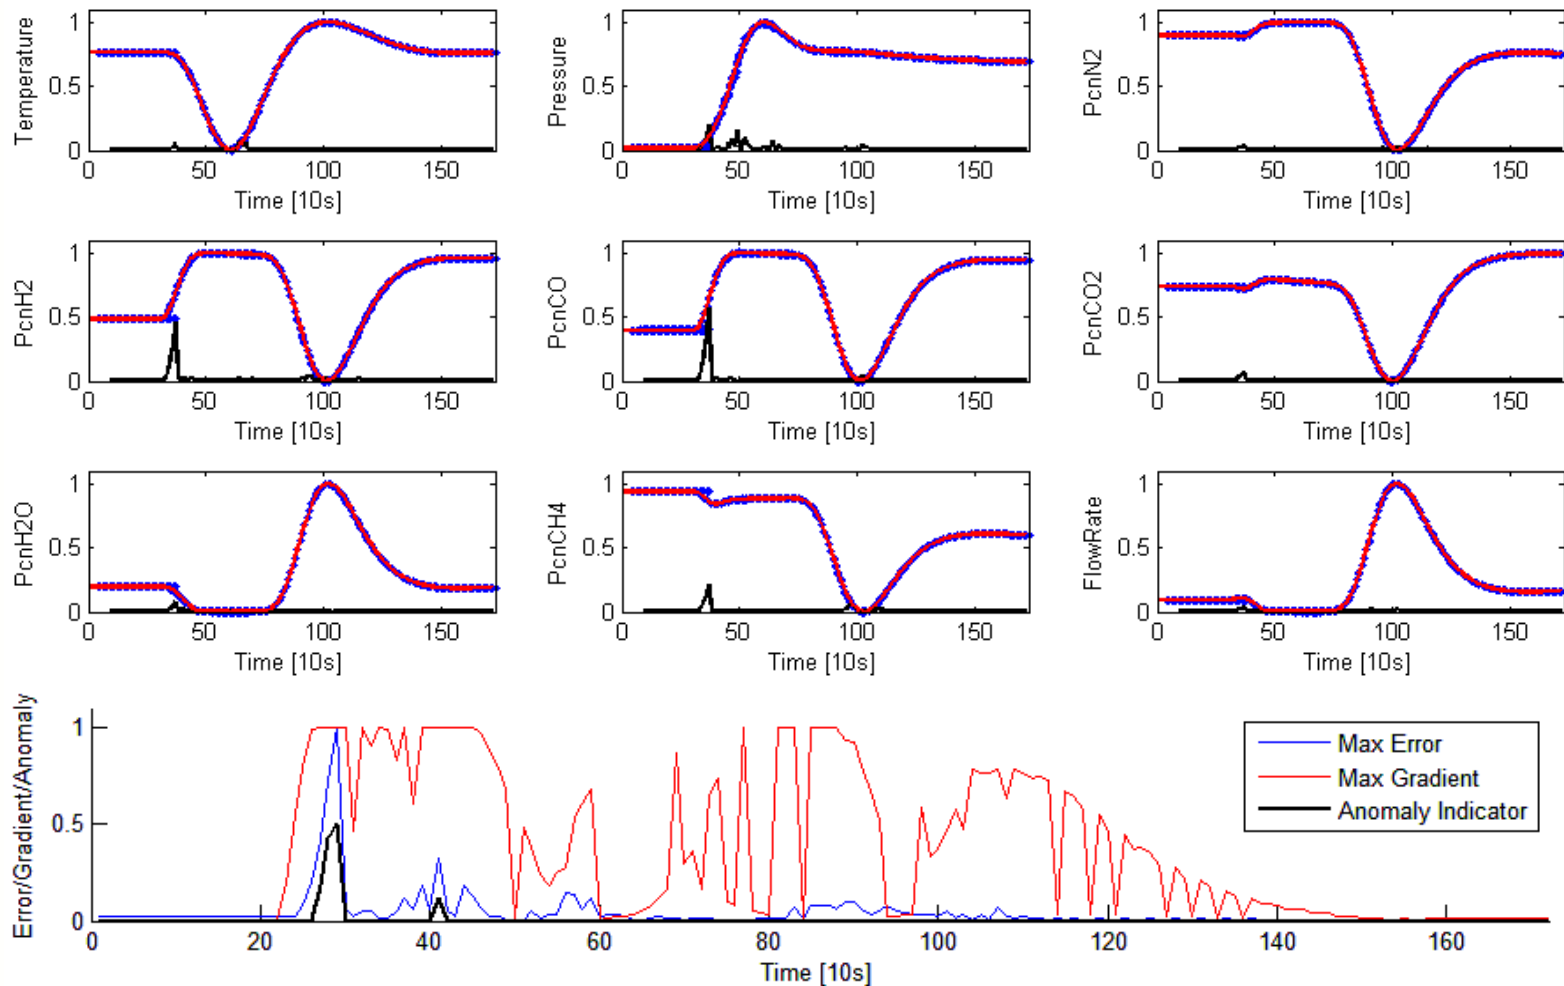 Temperature
1
0.5
0
0 50 100 150
Time [10s]
Pressure
1
0.5
0
0 50 100 150
Time [10s]
PcnN2
1
0.5
0
0 50 100 150
Time [10s]
PcnH2
1
0.5
0
0 50 100 150
Time [10s]
PcnCO
1
0.5
0
0 50 100 150
Time [10s]
PcnCO2
1
0.5
0
0 50 100 150
Time [10s]
PcnH2O
1
0.5
0
0 50 100 150
Time [10s]
PcnCH4
1
0.5
0
0 50 100 150
Time [10s]
FlowRate
1
0.5
0
0 50 100 150
Time [10s]
Error/Gradient/Anomaly
1
0.5
0
0 20 40 60 80 100 120 140 160
Time [10s]
Max Error
Max Gradient
Anomaly Indicator